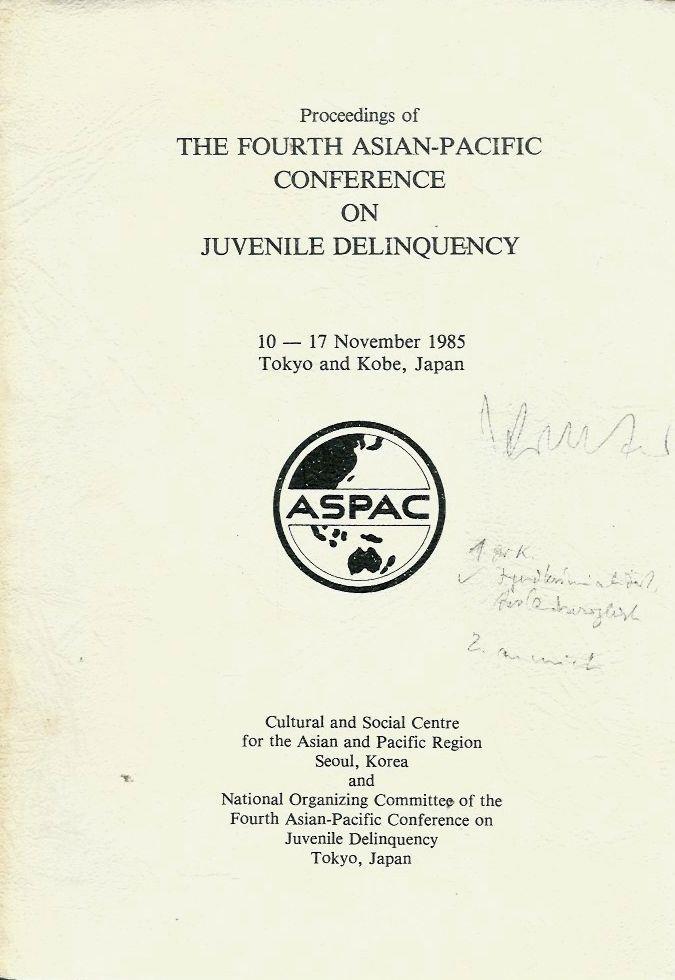 Proceedings of
THE FOURTH ASIAN-PACIFIC
CONFERENCE
ON
JUVENILE DELINQUENCY
10 — 17 November 1985
Tokyo and Kobe, Japan
ASPAC
Cultural and Social Centre
for the Asian and Pacific Region
Seoul, Korea
and
National Organizing Committee of the
Fourth Asian-Pacific Conference on
Juvenile Delinquency
Tokyo, Japan